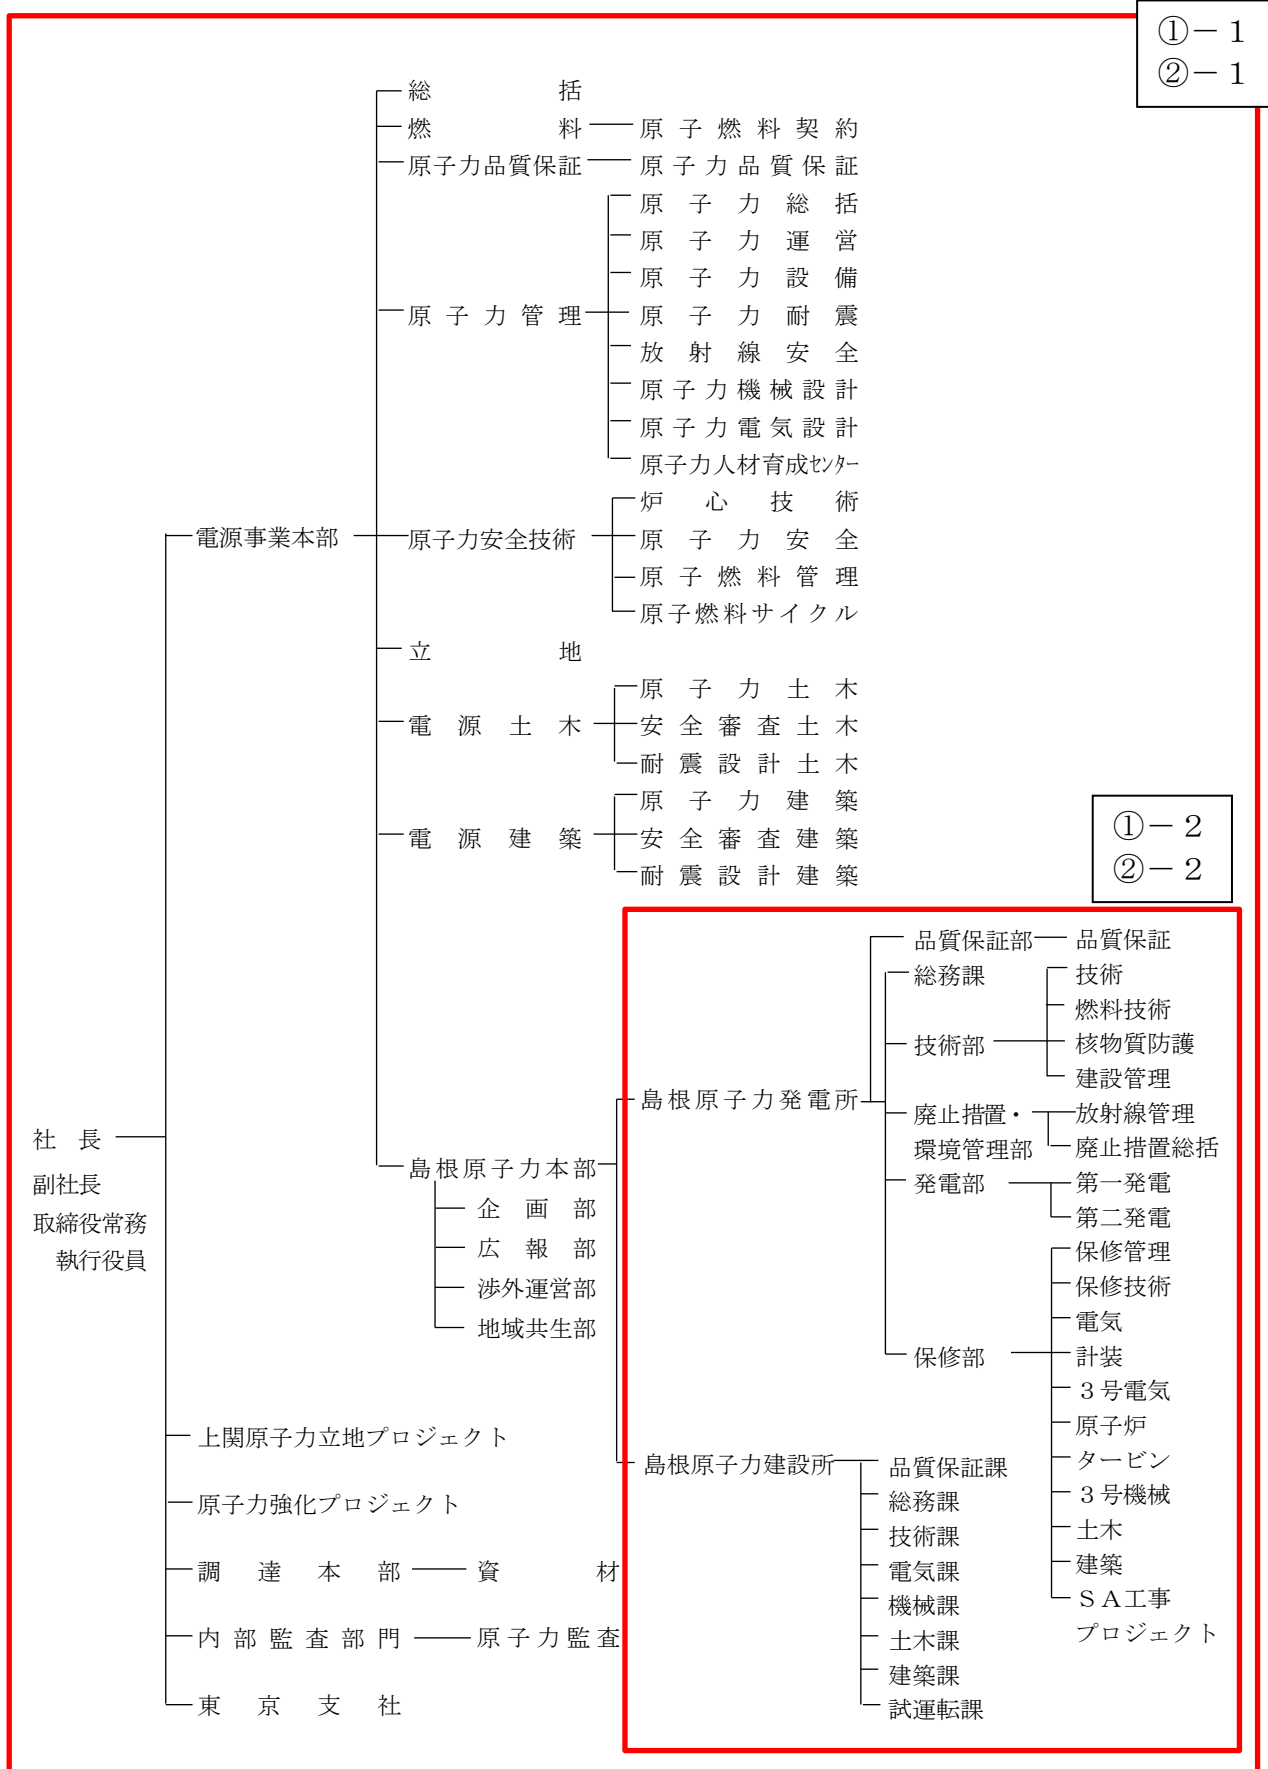 ①－１
②－１
総括
燃料
原子燃料契約
原子力品質保証
原子力品質保証
原子力総括
原子力運営
原子力設備
原子力管理
原子力耐震
放射線安全
原子力機械設計
原子力電気設計
原子力人材育成ｾﾝﾀｰ
炉心技術
電源事業本部
原子力安全技術
原子力安全
原子燃料管理
原子燃料サイクル
立地
原子力土木
電源土木
安全審査土木
耐震設計土木
原子力建築
電源建築
安全審査建築
耐震設計建築
①－２
②－２
品質保証部
品質保証
総務課
技術
燃料技術
技術部
核物質防護
建設管理
島根原子力発電所
廃止措置・
環境管理部
放射線管理
廃止措置総括
社長
副社長
取締役常務
執行役員
島根原子力本部
企画部
広報部
渉外運営部
地域共生部
発電部
第一発電
第二発電
保修管理
保修技術
電気
保修部
計装
３号電気
原子炉
タービン
３号機械
土木
建築
ＳＡ工事
プロジェクト
上関原子力立地プロジェクト
原子力強化プロジェクト
調達本部
資材
内部監査部門
原子力監査
東京支社
島根原子力建設所
品質保証課
総務課
技術課
電気課
機械課
土木課
建築課
試運転課